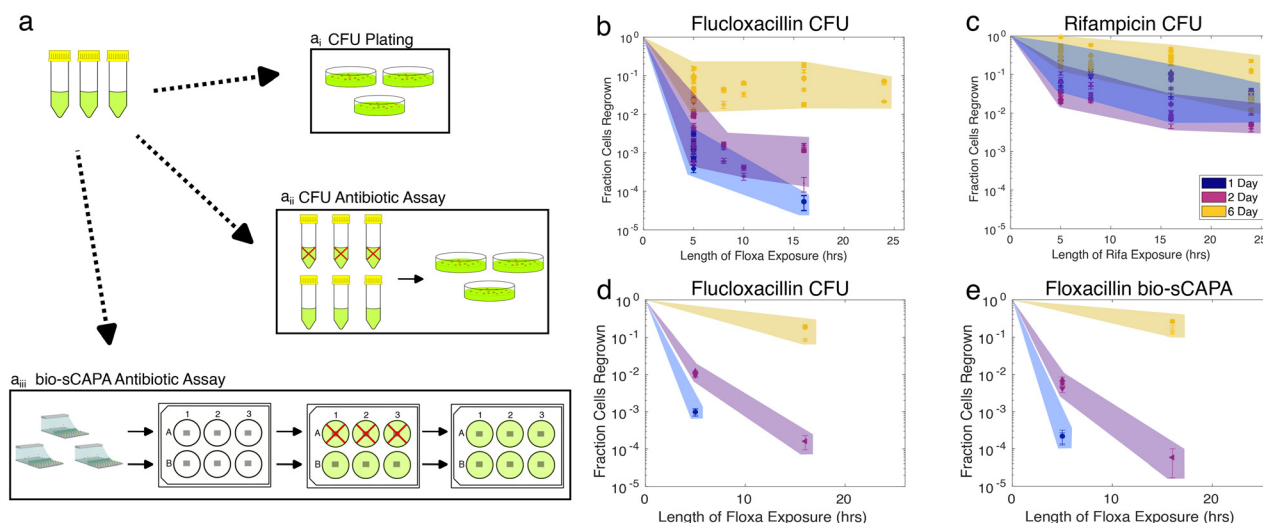 a
a_i CFU Plating
a_ii CFU Antibiotic Assay
a_iii bio-sCAPA Antibiotic Assay
1 2 3
A
B
1 2 3
A
B
1 2 3
A
B
b
Flucloxacillin CFU
Fraction Cells Regrown
10^0
10^-1
10^-2
10^-3
10^-4
10^-5
0 5 10 15 20 25
Length of Floxa Exposure (hrs)
c
Rifampicin CFU
Fraction Cells Regrown
10^0
10^-1
10^-2
10^-3
10^-4
10^-5
1 Day
2 Day
6 Day
0 5 10 15 20 25
Length of Rifa Exposure (hrs)
d
Flucloxacillin CFU
Fraction Cells Regrown
10^0
10^-1
10^-2
10^-3
10^-4
10^-5
0 10 20
Length of Floxa Exposure (hrs)
e
Floxacillin bio-sCAPA
Fraction Cells Regrown
10^0
10^-1
10^-2
10^-3
10^-4
10^-5
0 10 20
Length of Floxa Exposure (hrs)